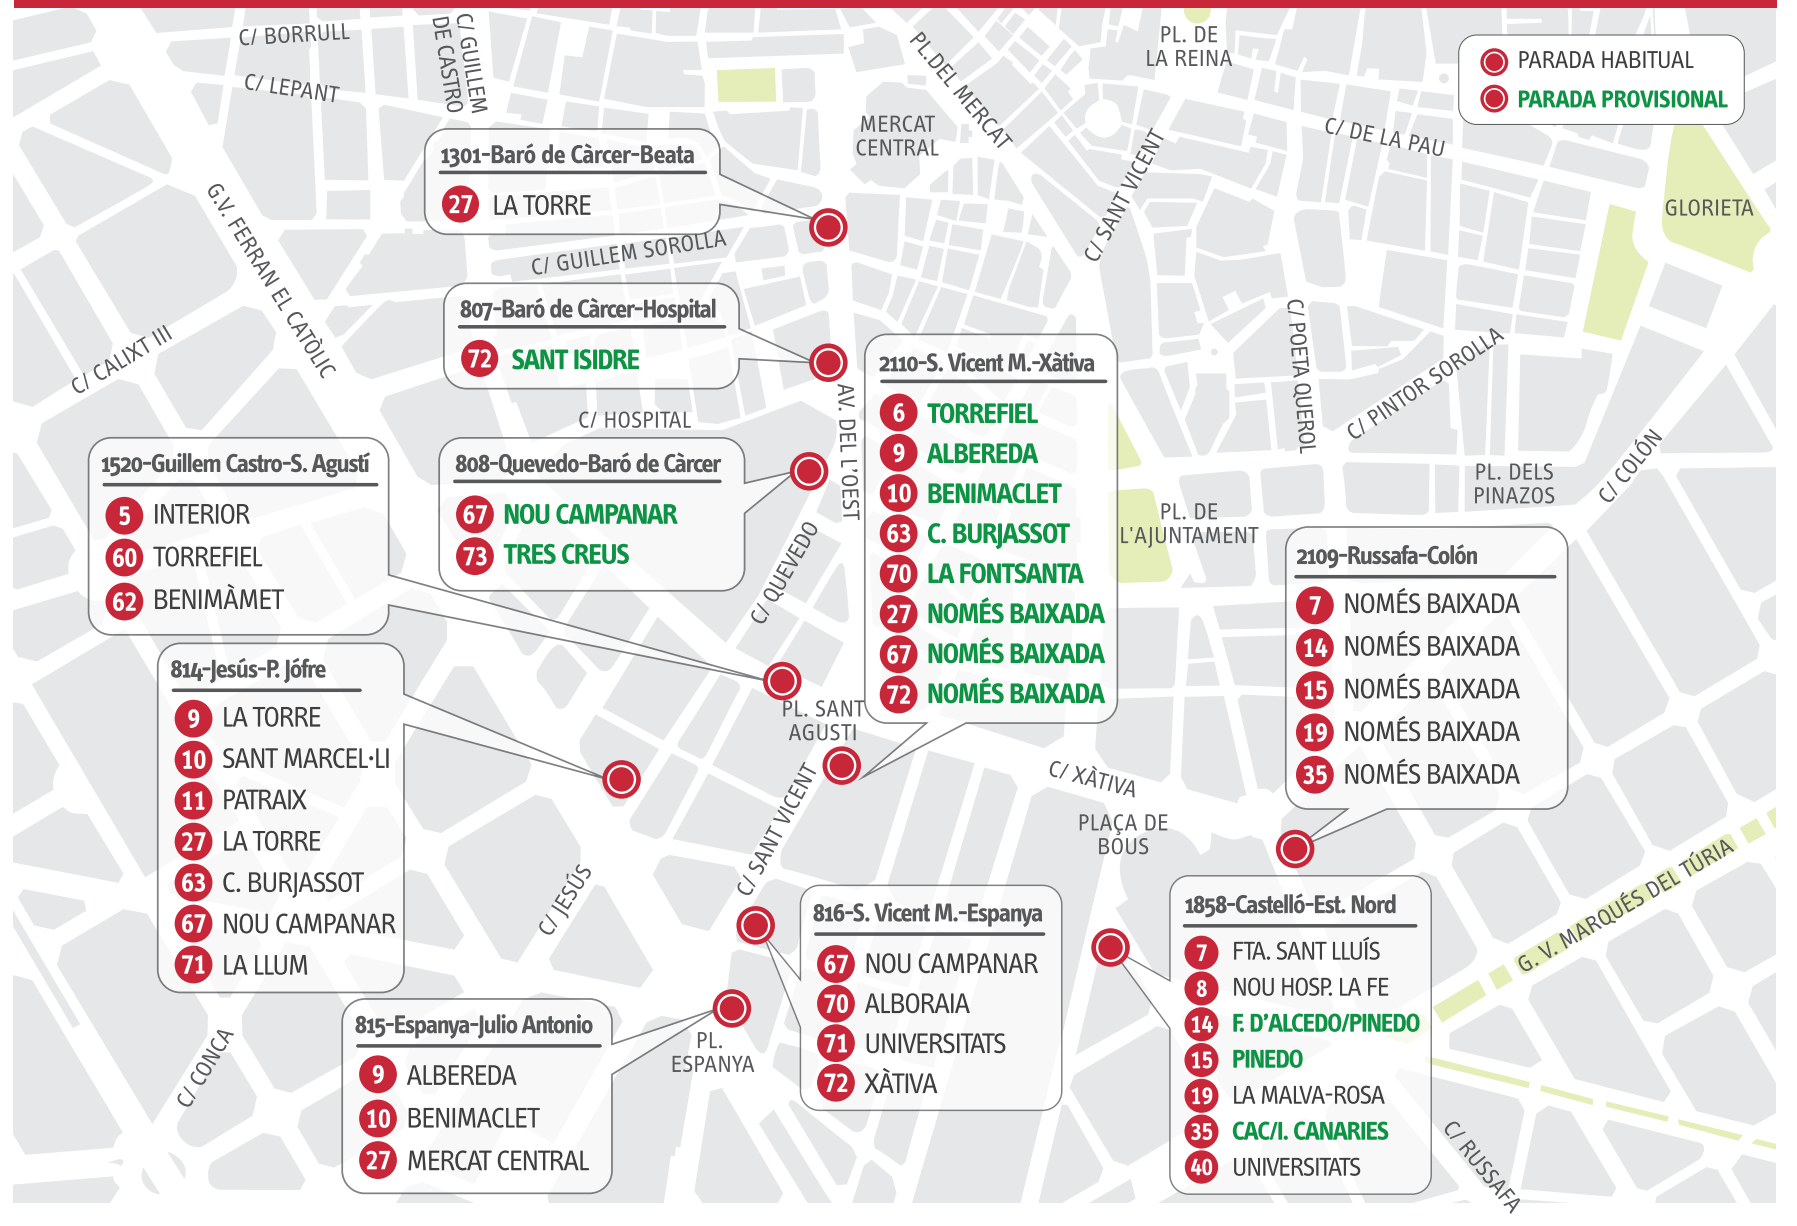 C/ BORRULL
C/ LEPANT
C/ GUILLEM
DE CASTRO
PL. DEL MERCAT
MERCAT
CENTRAL
PL. DE
LA REINA
PARADA HABITUAL
PARADA PROVISIONAL
C/ DE LA PAU
C/ SANT VICENT
GLORIETA
1301-Baró de Càrcer-Beata
27 LA TORRE
G.V. FERRAN EL CATÒLIC
C/ GUILLEM SOROLLA
C/ CALIXT III
807-Baró de Càrcer-Hospital
72 SANT ISIDRE
C/ HOSPITAL
AV. DEL L'OEST
C/ POETA QUEROL
C/ PINTOR SOROLLA
C/ COLÓN
PL. DELS
PINAZOS
PL. DE
L'AJUNTAMENT
2110-S. Vicent M.-Xàtiva
6 TORREFIEL
9 ALBEREDA
10 BENIMACLET
63 C. BURJASSOT
70 LA FONTSANTA
27 NOMÉS BAIXADA
67 NOMÉS BAIXADA
72 NOMÉS BAIXADA
1520-Guillem Castro-S. Agustí
5 INTERIOR
60 TORREFIEL
62 BENIMÀMET
808-Quevedo-Baró de Càrcer
67 NOU CAMPANAR
73 TRES CREUS
C/ QUEVEDO
2109-Russafa-Colón
7 NOMÉS BAIXADA
14 NOMÉS BAIXADA
15 NOMÉS BAIXADA
19 NOMÉS BAIXADA
35 NOMÉS BAIXADA
814-Jesús-P. Jófre
9 LA TORRE
10 SANT MARCEL·LI
11 PATRAIX
27 LA TORRE
63 C. BURJASSOT
67 NOU CAMPANAR
71 LA LLUM
PL. SANT
AGUSTI
C/ XÀTIVA
C/ SANT VICENT
PLAÇA DE
BOUS
C/ JESÚS
G. V. MARQUÉS DEL TÚRIA
816-S. Vicent M.-Espanya
67 NOU CAMPANAR
70 ALBORAIA
71 UNIVERSITATS
72 XÀTIVA
1858-Castelló-Est. Nord
7 FTA. SANT LLUÍS
8 NOU HOSP. LA FE
14 F. D'ALCEDO/PINEDO
15 PINEDO
19 LA MALVA-ROSA
35 CAC/I. CANARIES
40 UNIVERSITATS
815-Espanya-Julio Antonio
9 ALBEREDA
10 BENIMACLET
27 MERCAT CENTRAL
PL.
ESPANYA
C/ CONCA
C/ RUSSAFA